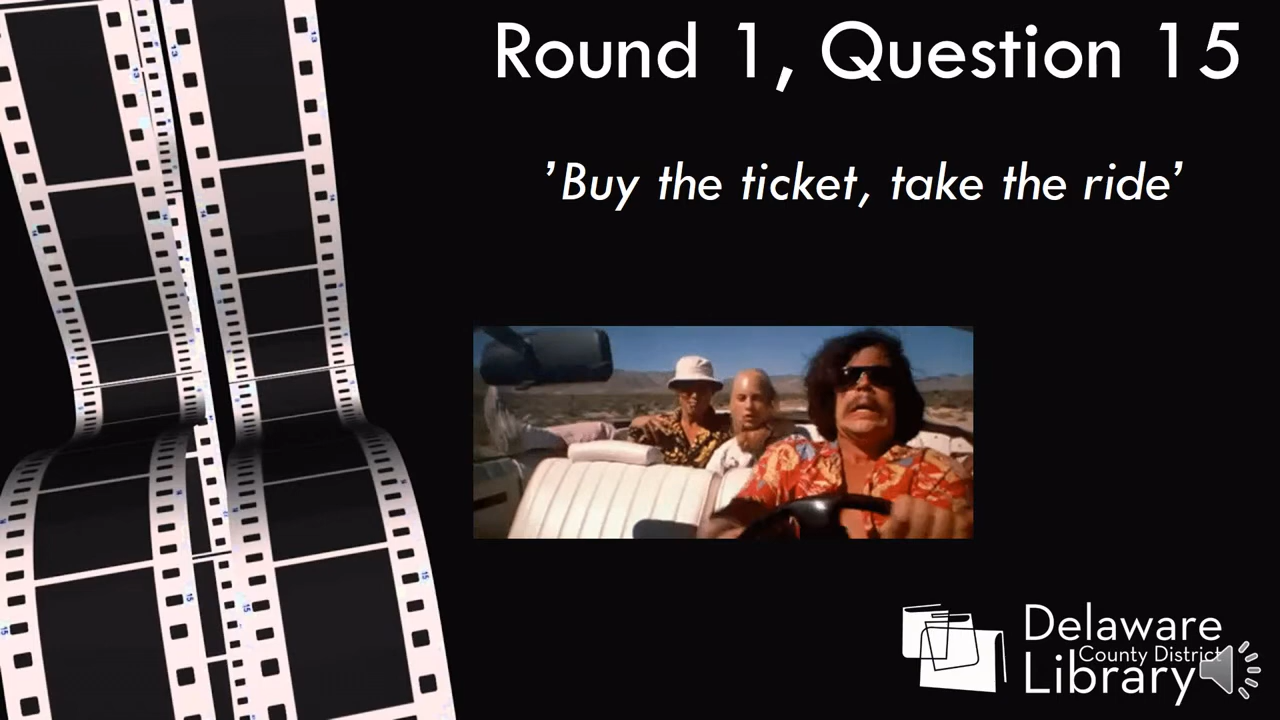 Round 1, Question 15
’Buy the ticket, take the ride’
Delaware
County District
Library